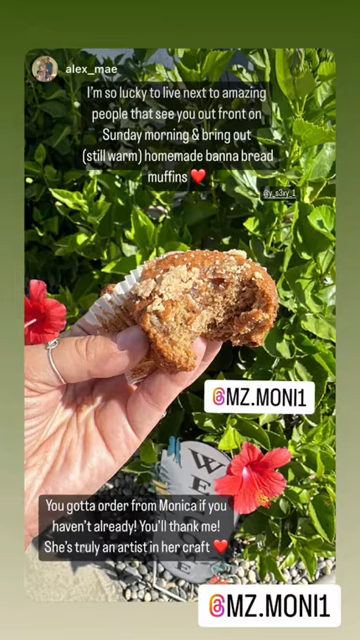 alex_mae
I'm so lucky to live next to amazing
people that see you out front on
Sunday morning & bring out
(still warm) homemade banna bread
muffins ❤️
@y_s3xy_1
@MZ.MONI1
WE
You gotta order from Monica if you
haven't already! You'll thank me!
She's truly an artist in her craft ❤️
@MZ.MONI1